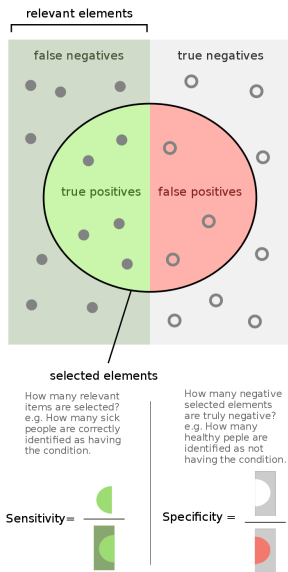 relevant elements
false negatives
true negatives
true positives
false positives
selected elements
How many relevant
items are selected?
e.g. How many sick
people are correctly
identified as having
the condition.
How many negative
selected elements
are truly negative?
e.g. How many
healthy peple are
identified as not
having the condition.
Sensitivity=
Specificity =